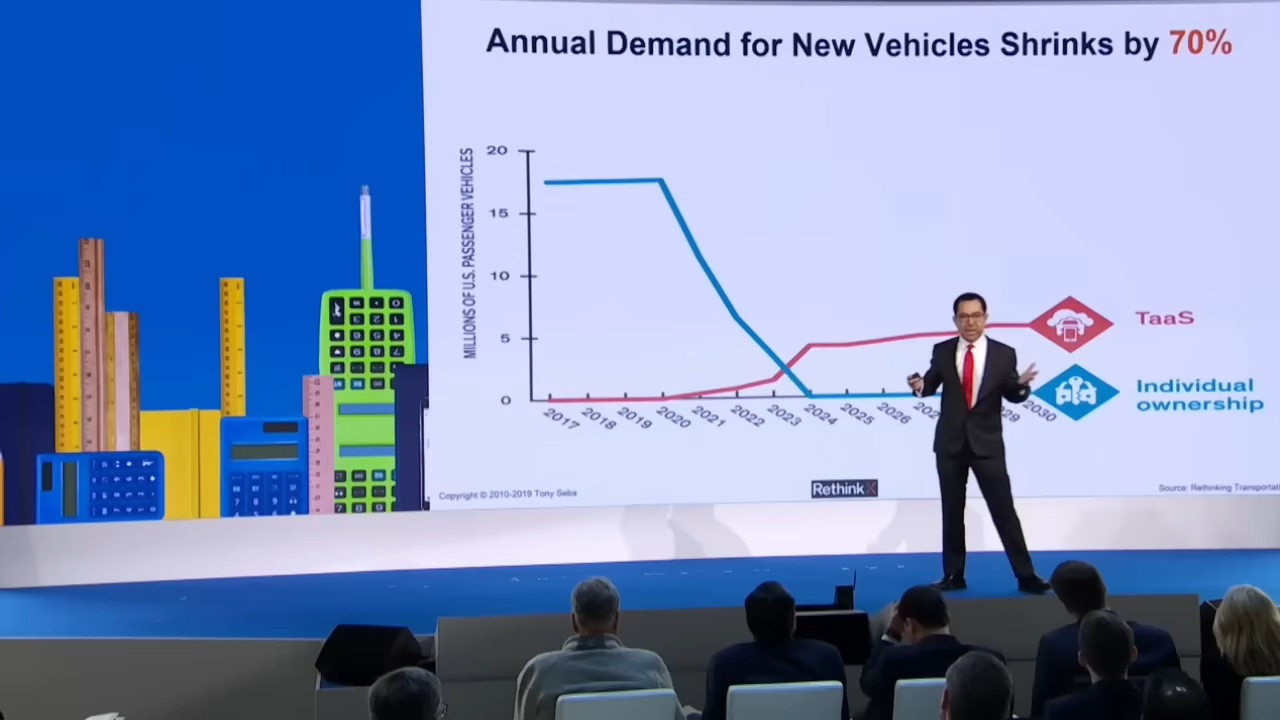 Annual Demand for New Vehicles Shrinks by 70%
MILLIONS OF U.S. PASSENGER VEHICLES
20
15
10
5
0
2017
2018
2019
2020
2021
2022
2023
2024
2025
2026
2030
TaaS
Individual
ownership
Copyright © 2010-2019 Tony Seba
RethinkX
Source: Rethinking